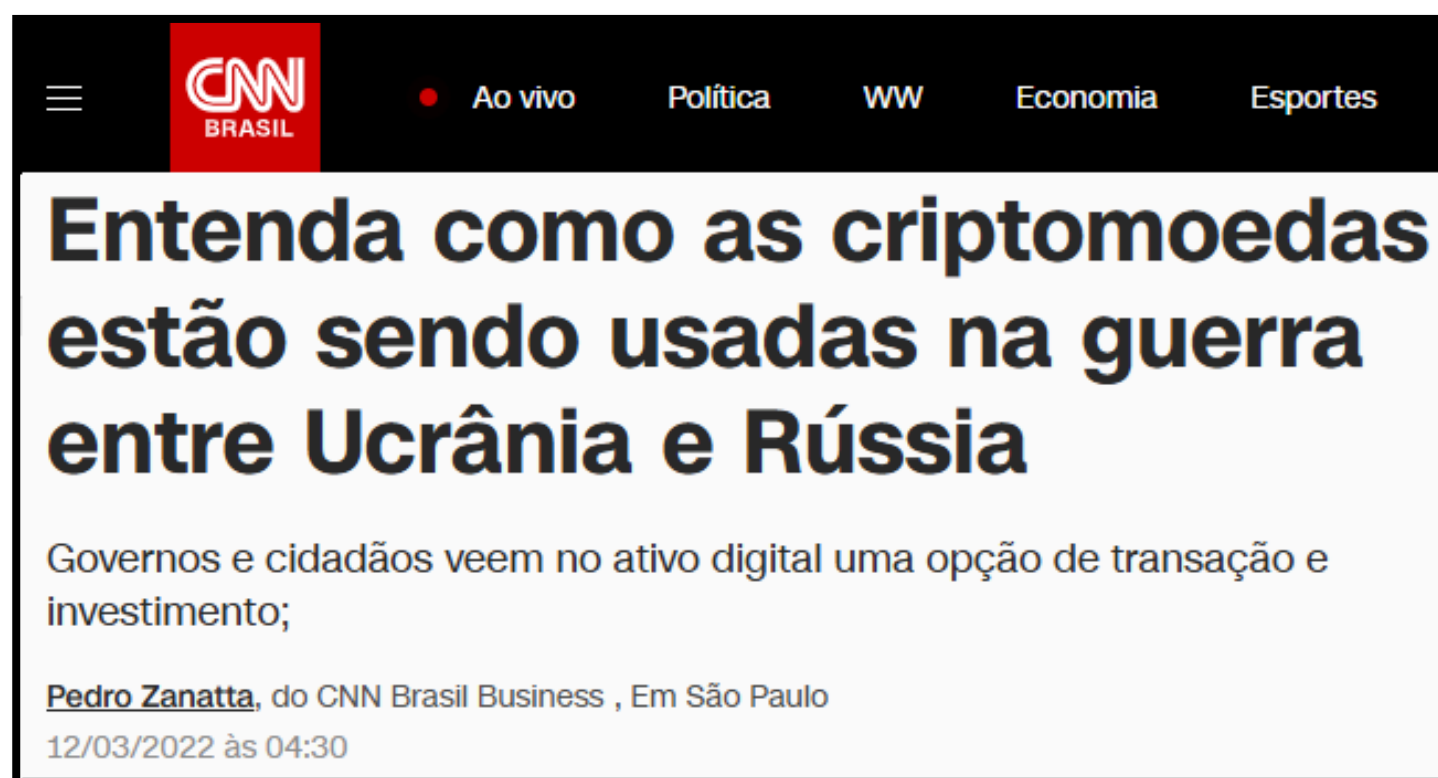 CNN
BRASIL
Ao vivo Política WW Economia Esportes
Entenda como as criptomoedas
estão sendo usadas na guerra
entre Ucrânia e Rússia
Governos e cidadãos veem no ativo digital uma opção de transação e
investimento;
Pedro Zanatta, do CNN Brasil Business , Em São Paulo
12/03/2022 às 04:30